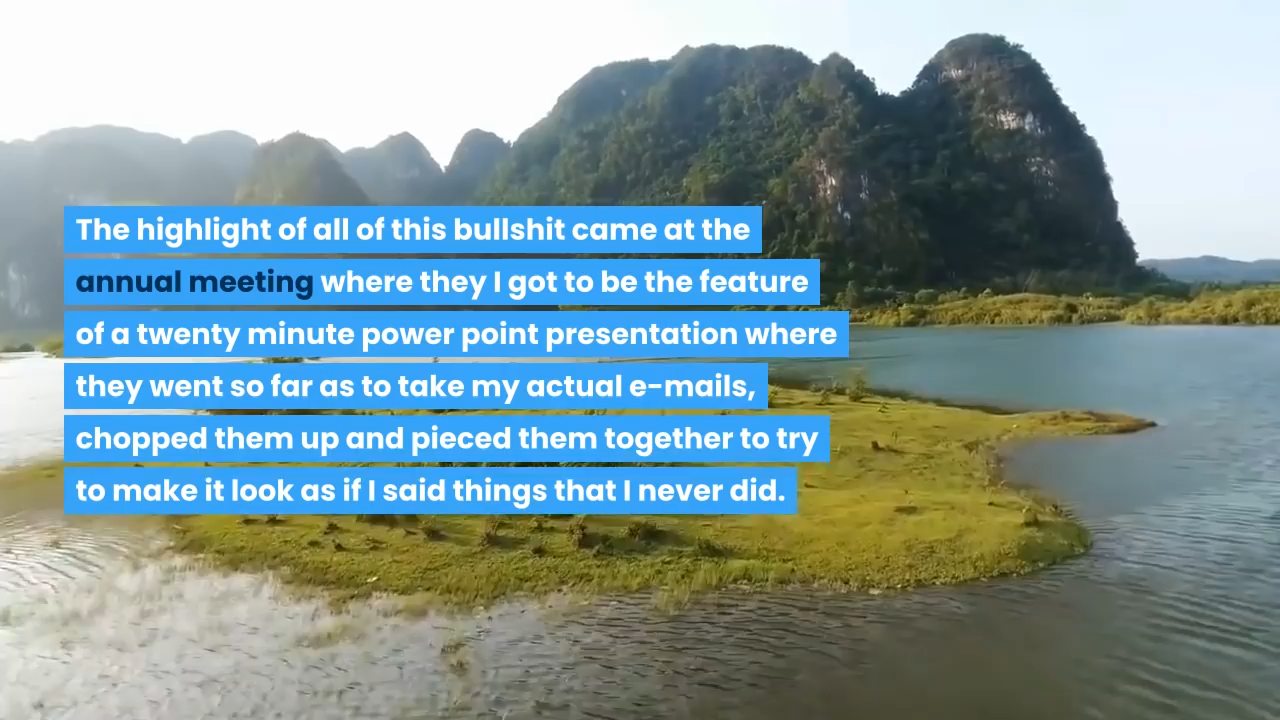 The highlight of all of this bullshit came at the
annual meeting where they I got to be the feature
of a twenty minute power point presentation where
they went so far as to take my actual e-mails,
chopped them up and pieced them together to try
to make it look as if I said things that I never did.